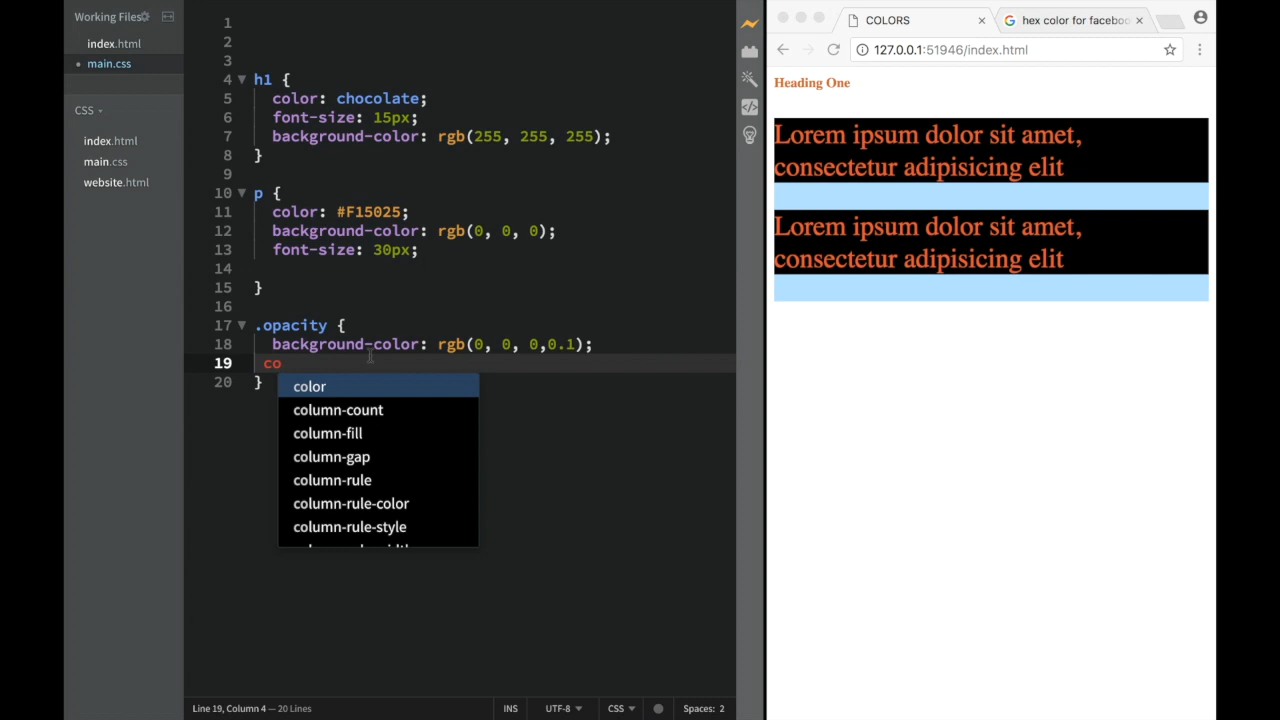 Working Files
index.html
main.css
CSS
index.html
main.css
website.html
1
2
3
4 h1 {
5 color: chocolate;
6 font-size: 15px;
7 background-color: rgb(255, 255, 255);
8 }
9
10 p {
11 color: #F15025;
12 background-color: rgb(0, 0, 0);
13 font-size: 30px;
14
15 }
16
17 .opacity {
18 background-color: rgb(0, 0, 0,0.1);
19 co
20 }
color
column-count
column-fill
column-gap
column-rule
column-rule-color
column-rule-style
Line 19, Column 4 — 20 Lines
INS
UTF-8
CSS
Spaces: 2
COLORS
hex color for faceboo
127.0.0.1:51946/index.html
Heading One
Lorem ipsum dolor sit amet,
consectetur adipisicing elit
Lorem ipsum dolor sit amet,
consectetur adipisicing elit